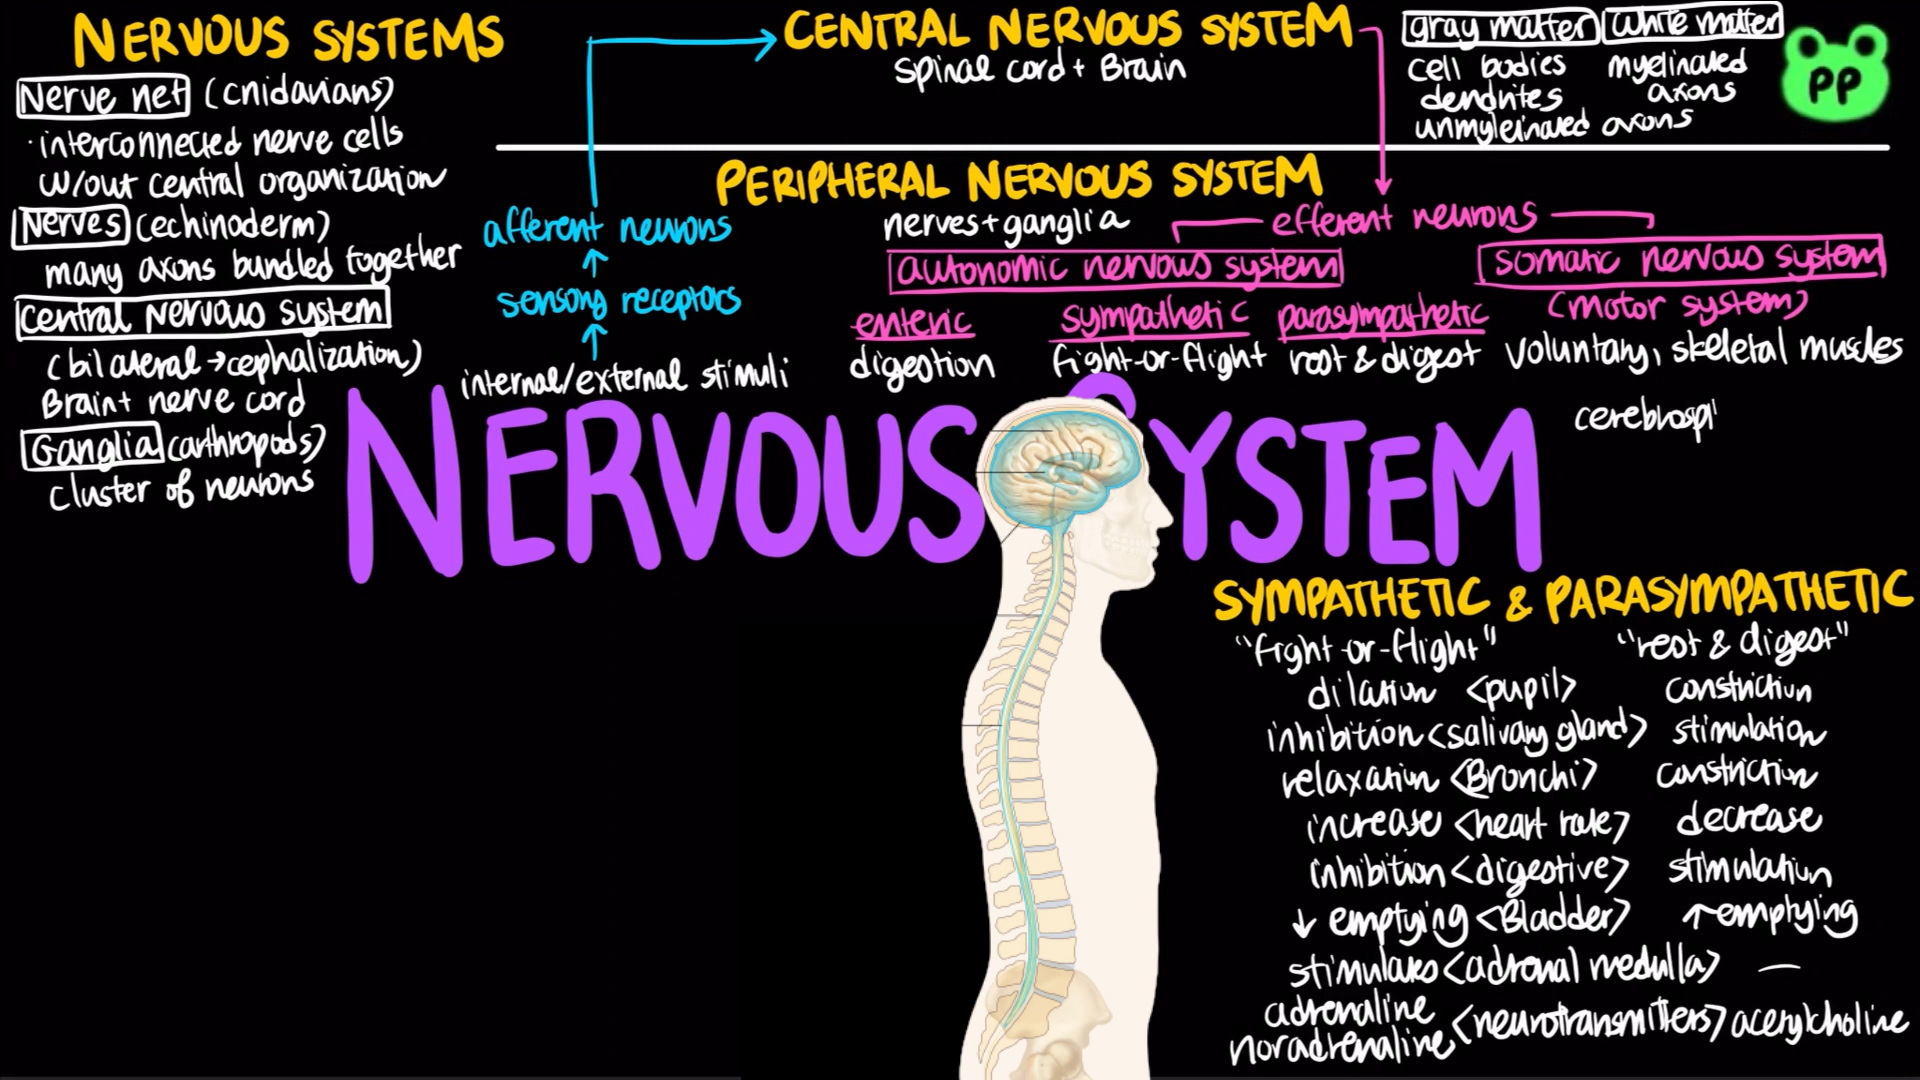 NERVOUS SYSTEMS
Nerve net (cnidarians)
· interconnected nerve cells
w/out central organization
Nerves (echinoderm)
many axons bundled together
central nervous system
(bilateral → cephalization)
Brain + nerve cord
Ganglia (arthropods)
cluster of neurons
CENTRAL NERVOUS SYSTEM
spinal cord + Brain
gray matter white matter
cell bodies myelinated
dendrites axons
unmyleinated axons
PP
PERIPHERAL NERVOUS SYSTEM
nerves + ganglia
afferent neurons
↑
sensory receptors
↑
internal/external stimuli
efferent neurons
autonomic nervous system somatic nervous system
enteric sympathetic parasympathetic (motor system)
digestion fight-or-flight rest & digest voluntary, skeletal muscles
cerebrospi
NERVOUS SYSTEM
SYMPATHETIC & PARASYMPATHETIC
"fight-or-flight" "rest & digest"
dilation <pupil> constriction
inhibition <salivary gland> stimulation
relaxation <Bronchi> constriction
increase <heart rate> decrease
inhibition <digestive> stimulation
↓ emptying <Bladder> ↑ emptying
stimulates <adrenal medulla> —
adrenaline
noradrenaline <neurotransmitters> acetylcholine